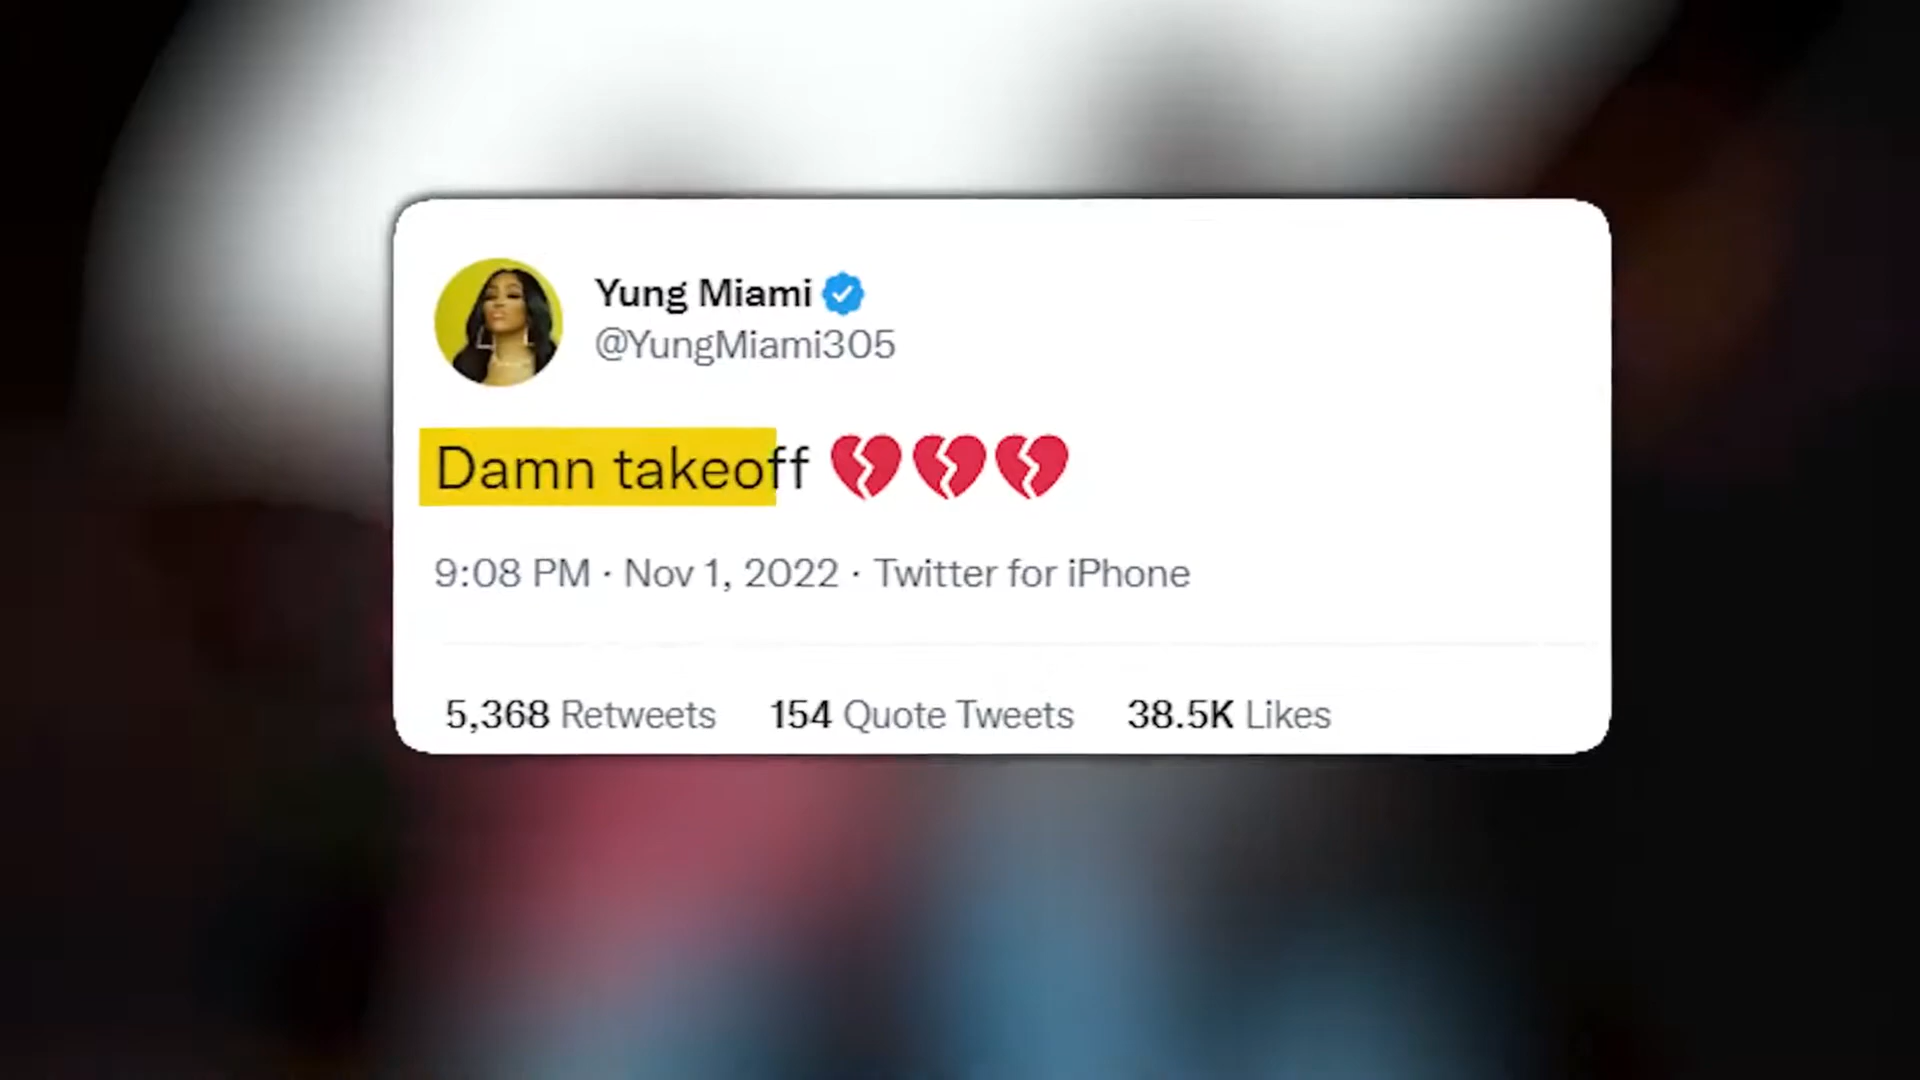 Yung Miami
@YungMiami305
Damn takeoff 💔💔💔
9:08 PM · Nov 1, 2022 · Twitter for iPhone
5,368 Retweets 154 Quote Tweets 38.5K Likes